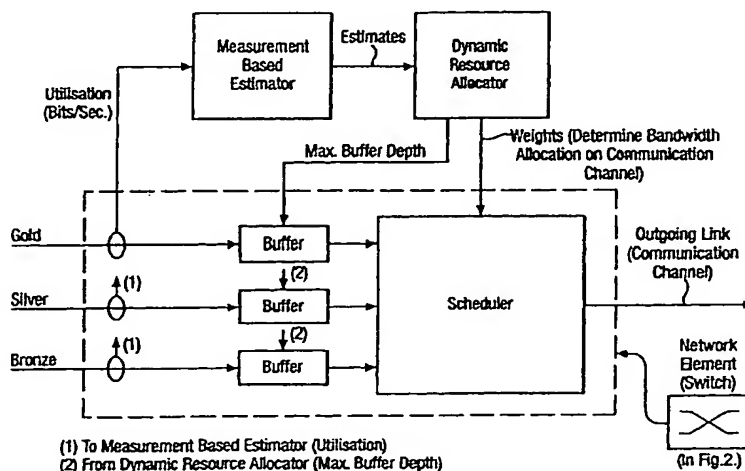 Measurement
Based
Estimator
Estimates
Dynamic
Resource
Allocator
Utilisation
(Bits/Sec.)
Max. Buffer Depth
Weights (Determine Bandwidth
Allocation on Communication
Channel)
Gold
Buffer
(2)
Silver
(1)
Buffer
(2)
Bronze
(1)
Buffer
Scheduler
Outgoing Link
(Communication
Channel)
Network
Element
(Switch)
(In Fig.2.)
(1) To Measurement Based Estimator (Utilisation)
(2) From Dynamic Resource Allocator (Max. Buffer Depth)